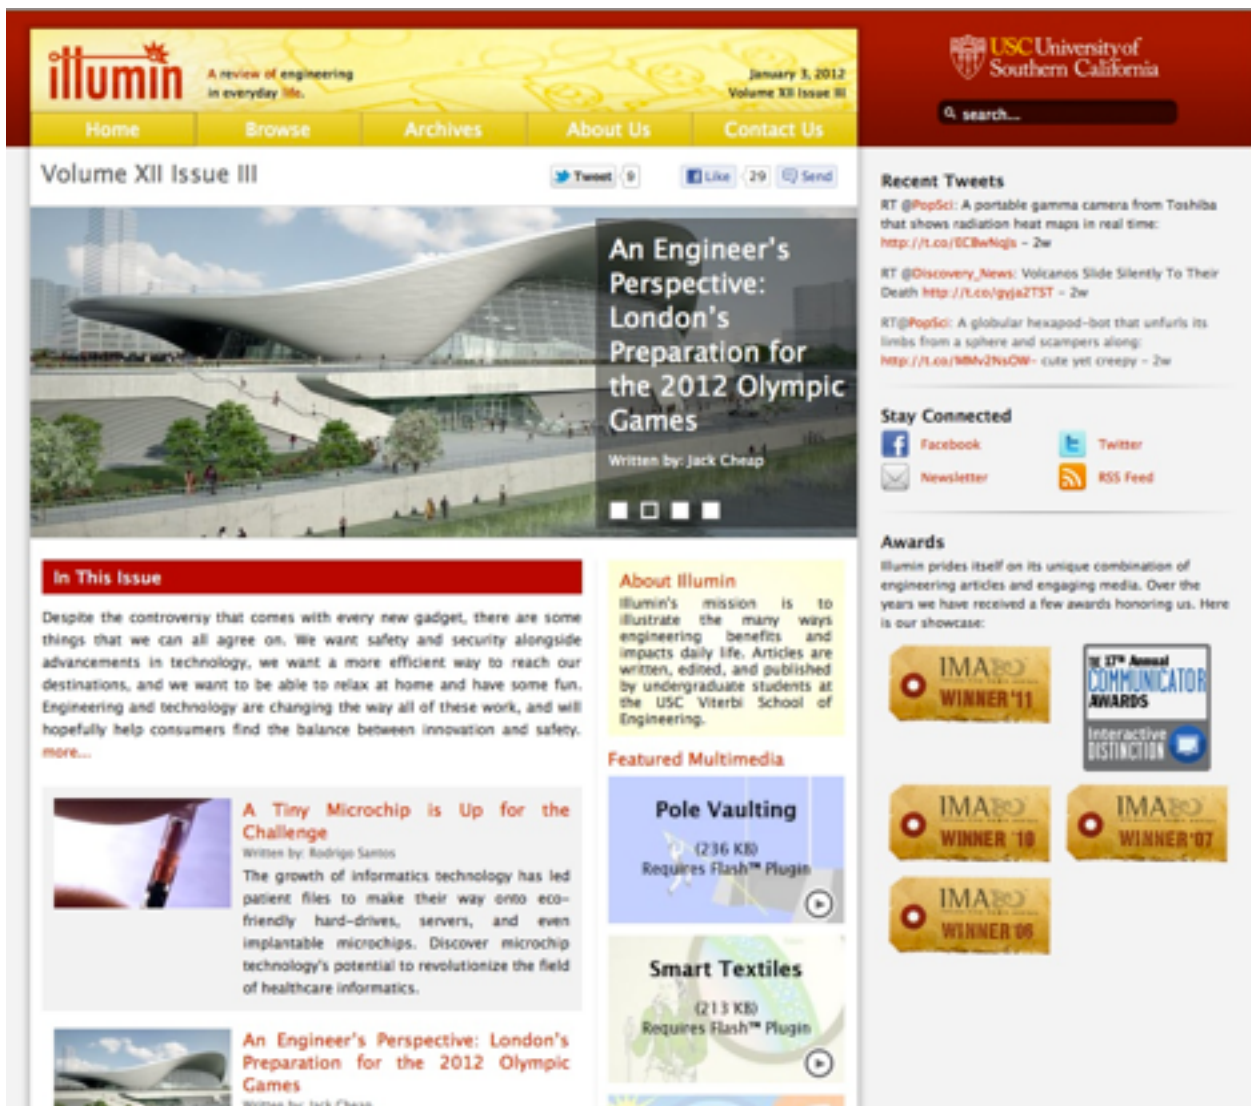 illumin
A review of engineering
in everyday life.
January 3, 2012
Volume XII Issue III
USC University of
Southern California
search...
Home Browse Archives About Us Contact Us
Volume XII Issue III
Tweet 9 Like 29 Send
An Engineer's
Perspective:
London's
Preparation for
the 2012 Olympic
Games
Written by: Jack Cheap
In This Issue
Despite the controversy that comes with every new gadget, there are some
things that we can all agree on. We want safety and security alongside
advancements in technology, we want a more efficient way to reach our
destinations, and we want to be able to relax at home and have some fun.
Engineering and technology are changing the way all of these work, and will
hopefully help consumers find the balance between innovation and safety.
more...
A Tiny Microchip is Up for the
Challenge
Written by: Rodrigo Santos
The growth of informatics technology has led
patient files to make their way onto eco-
friendly hard-drives, servers, and even
implantable microchips. Discover microchip
technology's potential to revolutionize the field
of healthcare informatics.
An Engineer's Perspective: London's
Preparation for the 2012 Olympic
Games
Written by: Jack Cheap
About Illumin
Illumin's mission is to
illustrate the many ways
engineering benefits and
impacts daily life. Articles are
written, edited, and published
by undergraduate students at
the USC Viterbi School of
Engineering.
Featured Multimedia
Pole Vaulting
(236 KB)
Requires Flash™ Plugin
Smart Textiles
(213 KB)
Requires Flash™ Plugin
Recent Tweets
RT @PopSci: A portable gamma camera from Toshiba
that shows radiation heat maps in real time:
- 2w
RT @Discovery_News: Volcanos Slide Silently To Their
Death http://t.co/gyja2TST - 2w
RT@PopSci: A globular hexapod-bot that unfurls its
limbs from a sphere and scampers along:
http://t.co/MMv2NsOW- cute yet creepy - 2w
Stay Connected
Facebook Twitter
Newsletter RSS Feed
Awards
Illumin prides itself on its unique combination of
engineering articles and engaging media. Over the
years we have received a few awards honoring us. Here
is our showcase:
IMA
WINNER '11
THE 17th Annual
COMMUNICATOR
AWARDS
Interactive
DISTINCTION
IMA
WINNER '10
IMA
WINNER '07
IMA
WINNER '06